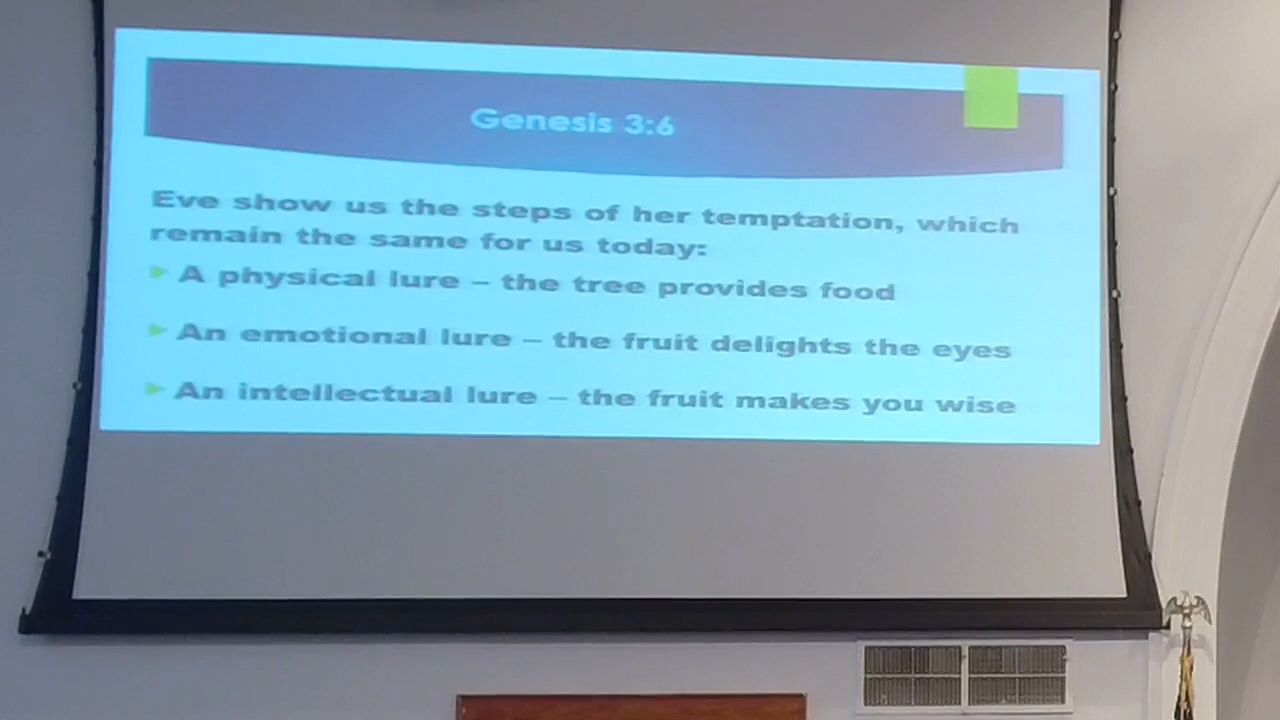 Genesis 3:6
Eve show us the steps of her temptation, which
remain the same for us today:
A physical lure – the tree provides food
An emotional lure – the fruit delights the eyes
An intellectual lure – the fruit makes you wise